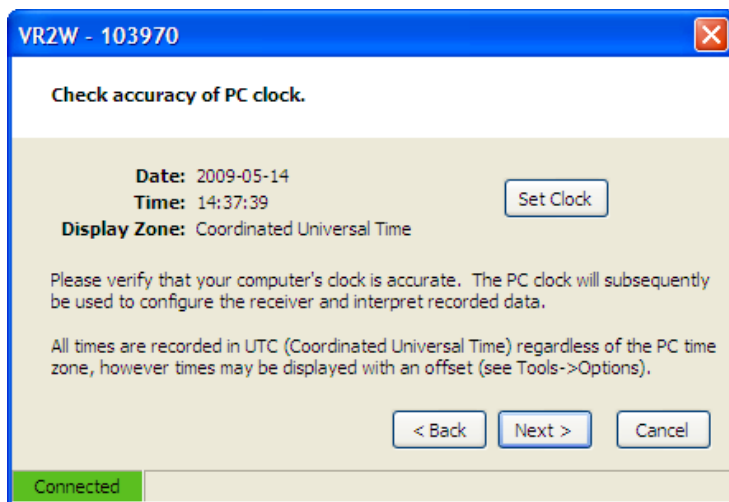 VR2W - 103970
Check accuracy of PC clock.
Date: 2009-05-14
Time: 14:37:39
Set Clock
Display Zone: Coordinated Universal Time
Please verify that your computer's clock is accurate.  The PC clock will subsequently
be used to configure the receiver and interpret recorded data.
All times are recorded in UTC (Coordinated Universal Time) regardless of the PC time
zone, however times may be displayed with an offset (see Tools->Options).
< Back
Next >
Cancel
Connected